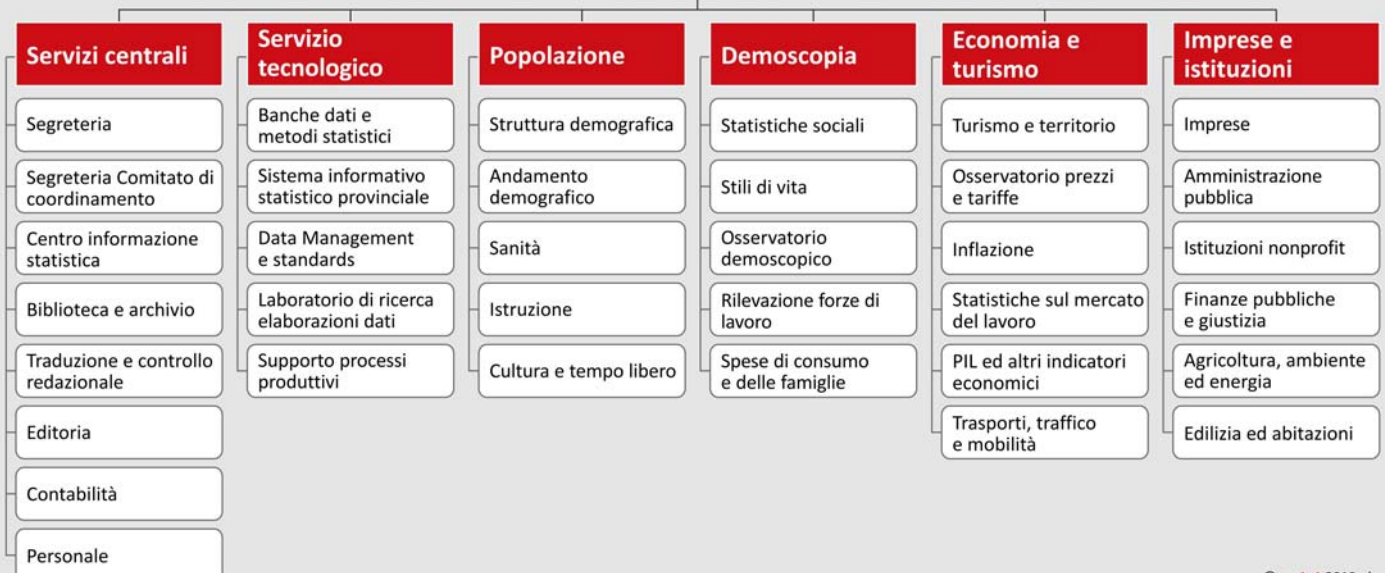 Servizi centrali
Segreteria
Segreteria Comitato di
coordinamento
Centro informazione
statistica
Biblioteca e archivio
Traduzione e controllo
redazionale
Editoria
Contabilità
Personale
Servizio
tecnologico
Banche dati e
metodi statistici
Sistema informativo
statistico provinciale
Data Management
e standards
Laboratorio di ricerca
elaborazioni dati
Supporto processi
produttivi
Popolazione
Struttura demografica
Andamento
demografico
Sanità
Istruzione
Cultura e tempo libero
Demoscopia
Statistiche sociali
Stili di vita
Osservatorio
demoscopico
Rilevazione forze di
lavoro
Spese di consumo
e delle famiglie
Economia e
turismo
Turismo e territorio
Osservatorio prezzi
e tariffe
Inflazione
Statistiche sul mercato
del lavoro
PIL ed altri indicatori
economici
Trasporti, traffico
e mobilità
Imprese e
istituzioni
Imprese
Amministrazione
pubblica
Istituzioni nonprofit
Finanze pubbliche
e giustizia
Agricoltura, ambiente
ed energia
Edilizia ed abitazioni